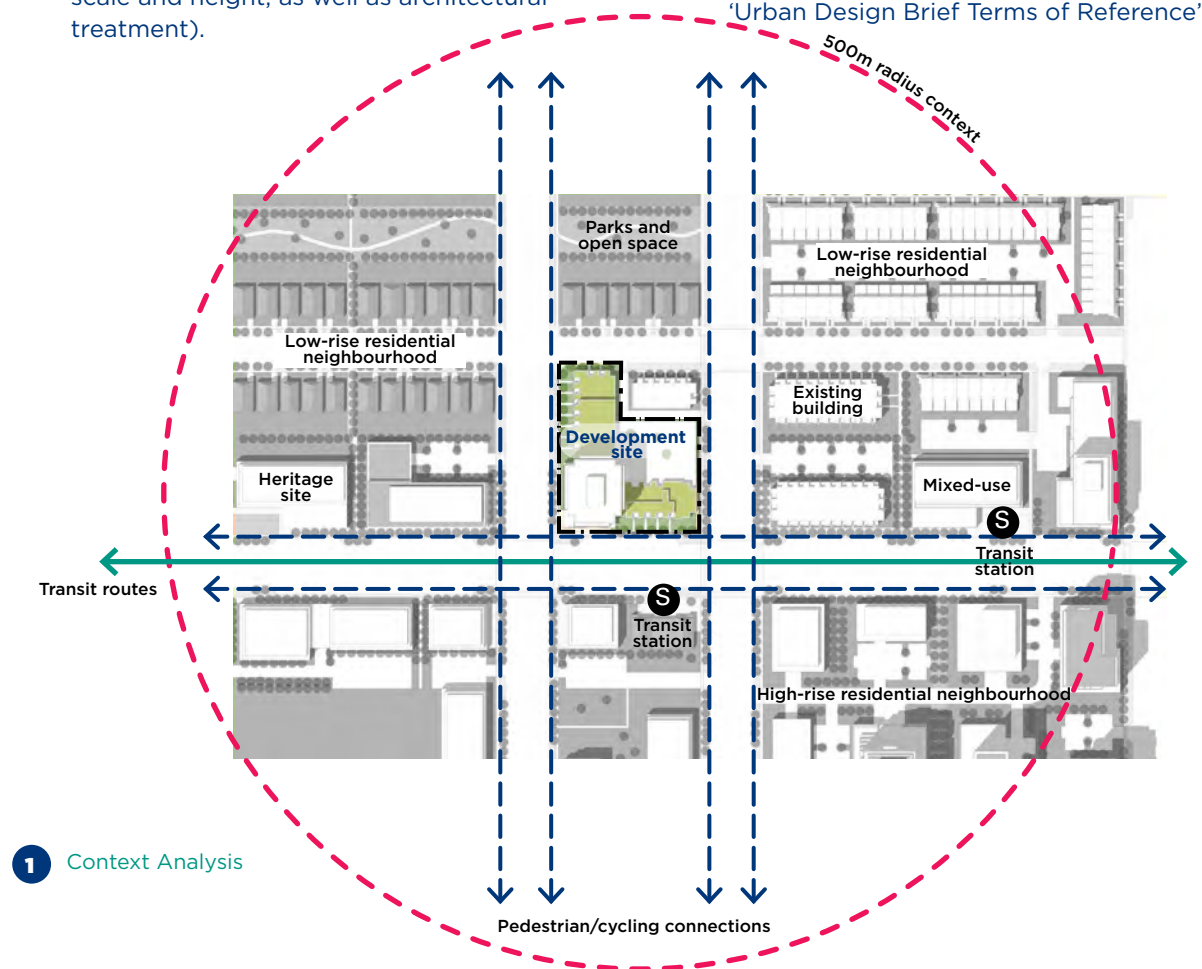 scale and height, as well as architectural
treatment).
'Urban Design Brief Terms of Reference'
500m radius context
Parks and
open space
Low-rise residential
neighbourhood
Low-rise residential
neighbourhood
Existing
building
Development
site
Heritage
site
Mixed-use
S
Transit
station
Transit routes
S
Transit
station
High-rise residential neighbourhood
1 Context Analysis
Pedestrian/cycling connections